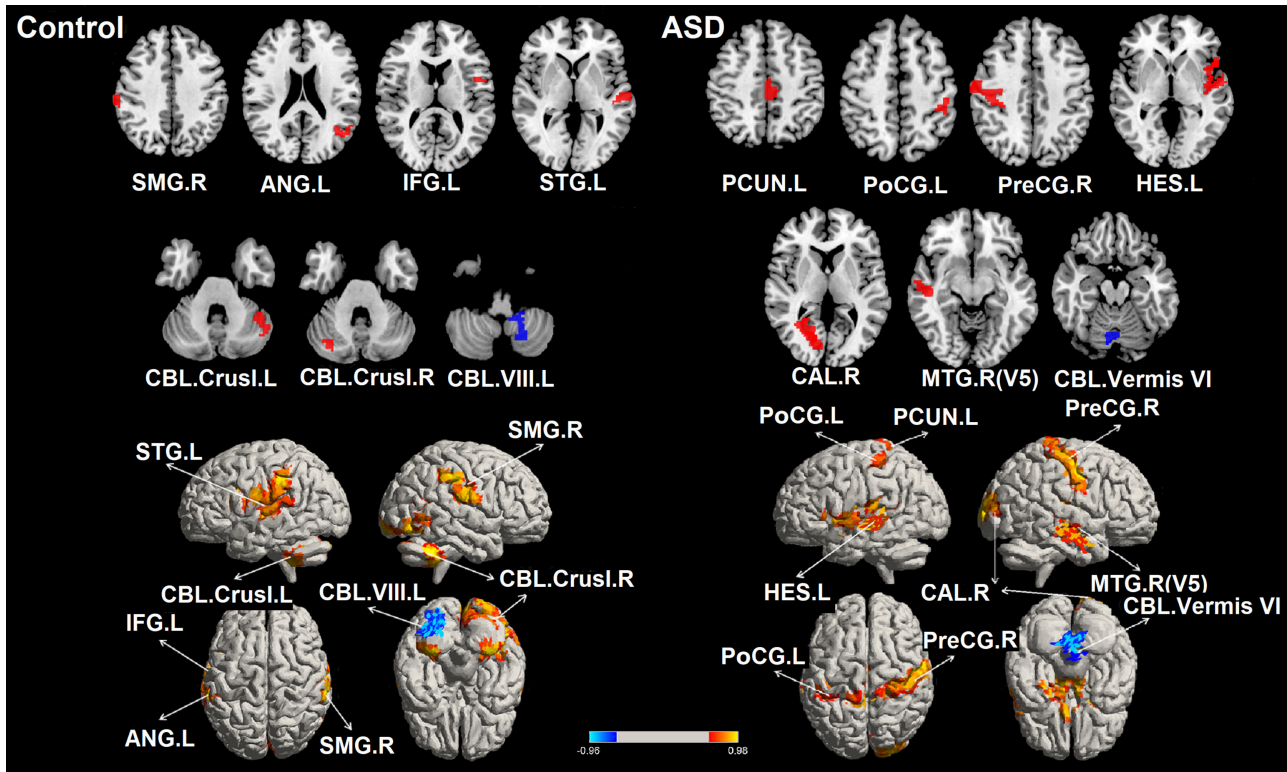 Control
ASD
SMG.R
ANG.L
IFG.L
STG.L
PCUN.L
PoCG.L
PreCG.R
HES.L
CBL.CrusI.L
CBL.CrusI.R
CBL.VIII.L
CAL.R
MTG.R(V5)
CBL.Vermis VI
STG.L
SMG.R
PoCG.L
PCUN.L
PreCG.R
CBL.CrusI.L
CBL.VIII.L
CBL.CrusI.R
HES.L
CAL.R
MTG.R(V5)
CBL.Vermis VI
IFG.L
ANG.L
SMG.R
PoCG.L
PreCG.R
-0.96
0.98